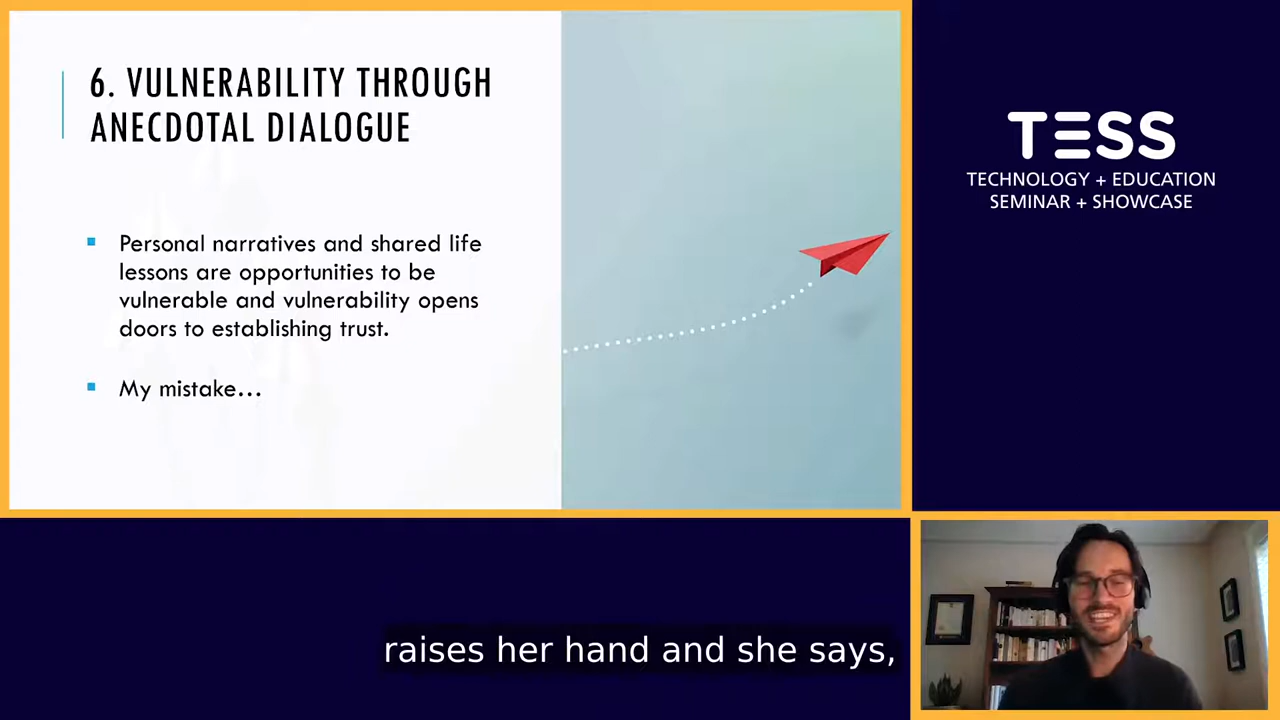 6. VULNERABILITY THROUGH
ANECDOTAL DIALOGUE
▪ Personal narratives and shared life
lessons are opportunities to be
vulnerable and vulnerability opens
doors to establishing trust.
▪ My mistake...
TESS
TECHNOLOGY + EDUCATION
SEMINAR + SHOWCASE
raises her hand and she says,